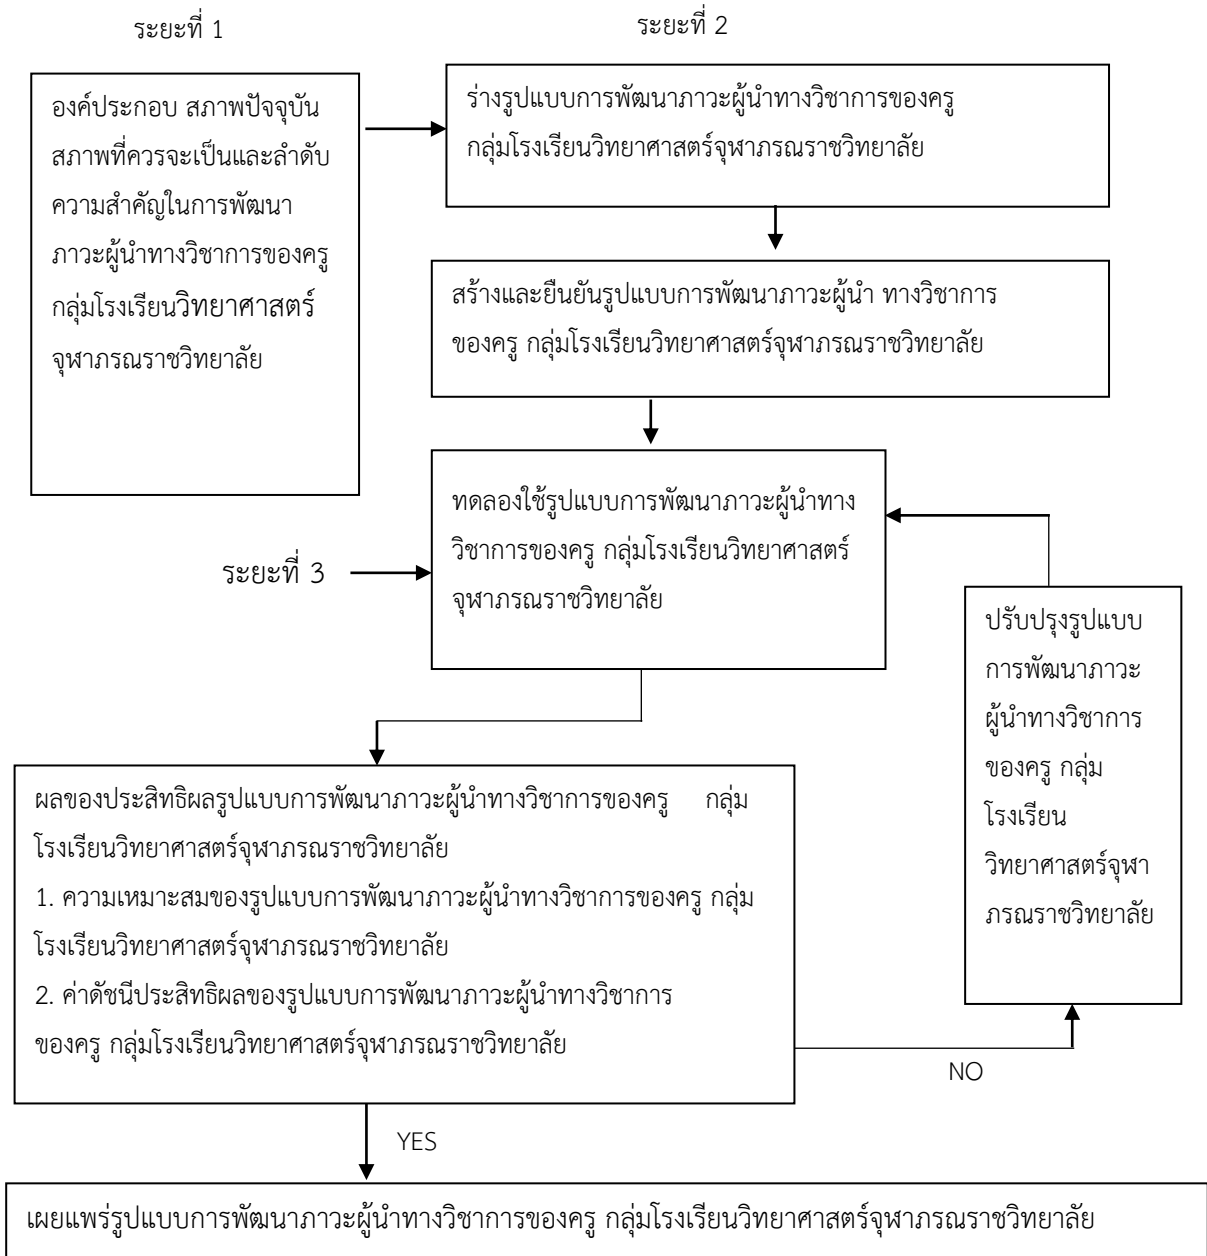 ระยะที่ 1
ระยะที่ 2
องค์ประกอบ สภาพปัจจุบัน
สภาพที่ควรจะเป็นและลำดับ
ความสำคัญในการพัฒนา
ภาวะผู้นำทางวิชาการของครู
กลุ่มโรงเรียนวิทยาศาสตร์
จุฬาภรณราชวิทยาลัย
ร่างรูปแบบการพัฒนาภาวะผู้นำทางวิชาการของครู
กลุ่มโรงเรียนวิทยาศาสตร์จุฬาภรณราชวิทยาลัย
สร้างและยืนยันรูปแบบการพัฒนาภาวะผู้นำ ทางวิชาการ
ของครู กลุ่มโรงเรียนวิทยาศาสตร์จุฬาภรณราชวิทยาลัย
ระยะที่ 3
ทดลองใช้รูปแบบการพัฒนาภาวะผู้นำทาง
วิชาการของครู กลุ่มโรงเรียนวิทยาศาสตร์
จุฬาภรณราชวิทยาลัย
ปรับปรุงรูปแบบ
การพัฒนาภาวะ
ผู้นำทางวิชาการ
ของครู กลุ่ม
โรงเรียน
วิทยาศาสตร์จุฬา
ภรณราชวิทยาลัย
ผลของประสิทธิผลรูปแบบการพัฒนาภาวะผู้นำทางวิชาการของครู กลุ่ม
โรงเรียนวิทยาศาสตร์จุฬาภรณราชวิทยาลัย
1. ความเหมาะสมของรูปแบบการพัฒนาภาวะผู้นำทางวิชาการของครู กลุ่ม
โรงเรียนวิทยาศาสตร์จุฬาภรณราชวิทยาลัย
2. ค่าดัชนีประสิทธิผลของรูปแบบการพัฒนาภาวะผู้นำทางวิชาการ
ของครู กลุ่มโรงเรียนวิทยาศาสตร์จุฬาภรณราชวิทยาลัย
NO
YES
เผยแพร่รูปแบบการพัฒนาภาวะผู้นำทางวิชาการของครู กลุ่มโรงเรียนวิทยาศาสตร์จุฬาภรณราชวิทยาลัย